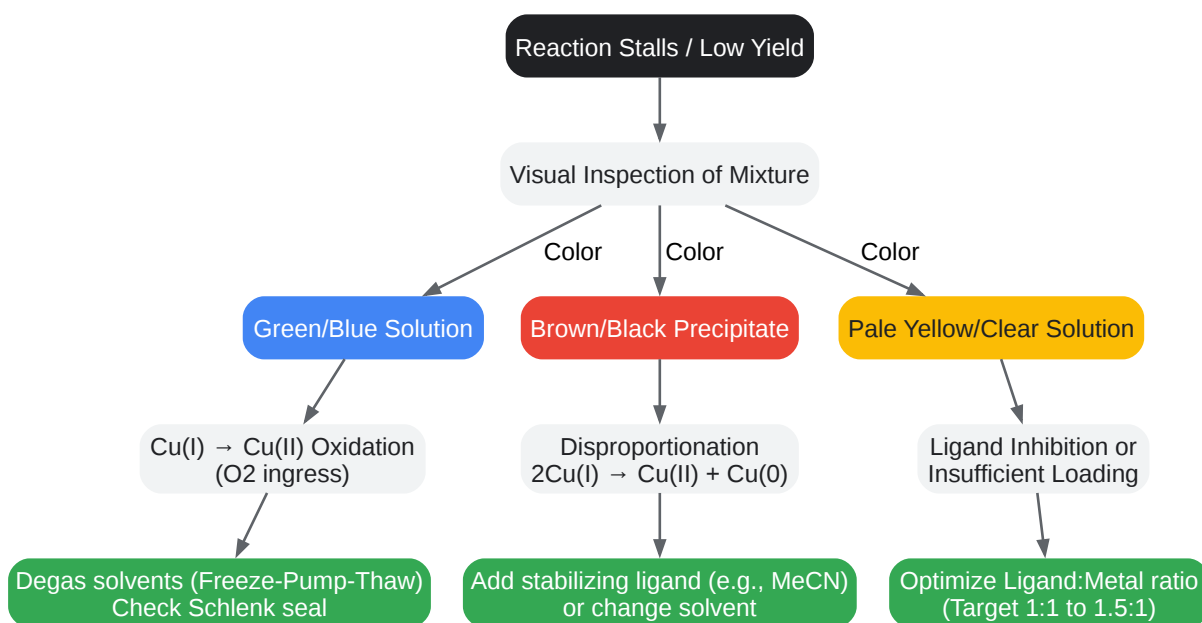 Reaction Stalls / Low Yield
Visual Inspection of Mixture
Color
Color
Color
Green/Blue Solution
Brown/Black Precipitate
Pale Yellow/Clear Solution
Cu(I) → Cu(II) Oxidation
(O2 ingress)
Disproportionation
2Cu(I) → Cu(II) + Cu(0)
Ligand Inhibition or
Insufficient Loading
Degas solvents (Freeze-Pump-Thaw)
Check Schlenk seal
Add stabilizing ligand (e.g., MeCN)
or change solvent
Optimize Ligand:Metal ratio
(Target 1:1 to 1.5:1)